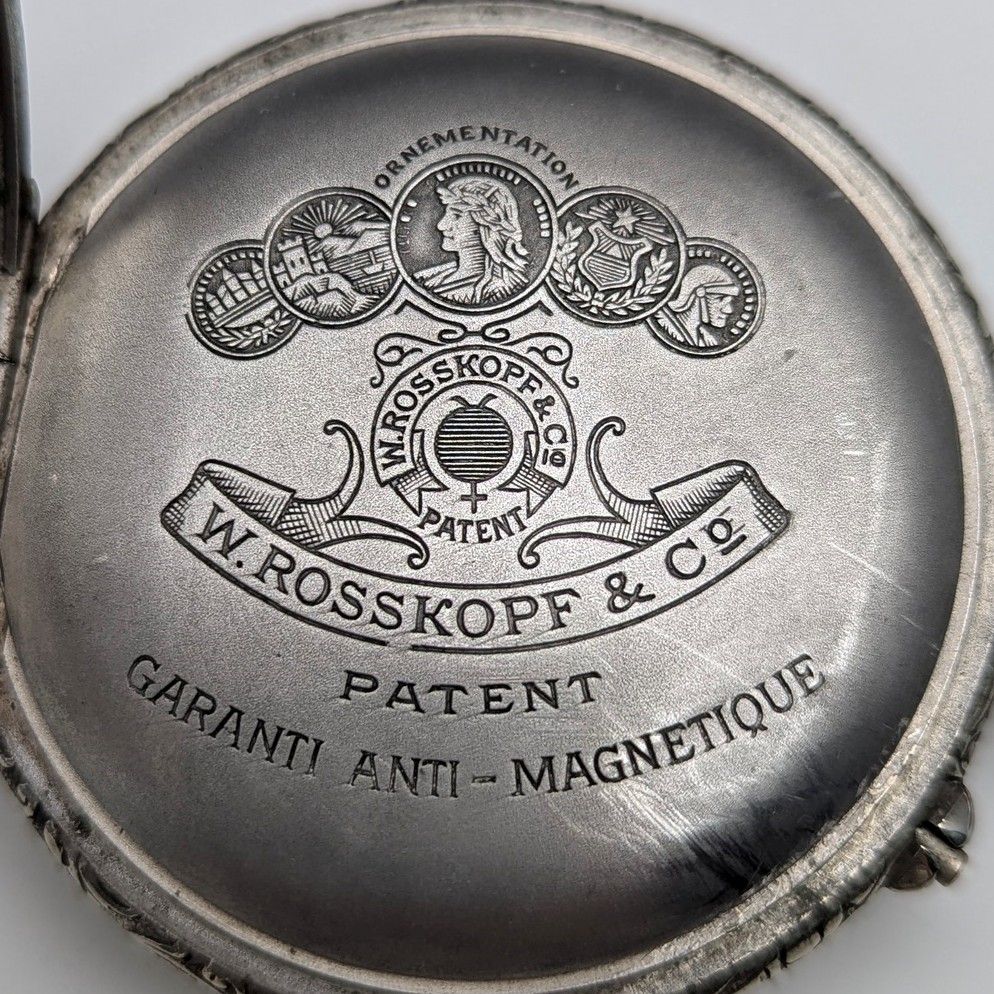 ORNEMENTATION
W. ROSSKOPF & Cº
PATENT
W. ROSSKOPF & Cº
PATENT
GARANTI ANTI-MAGNETIQUE